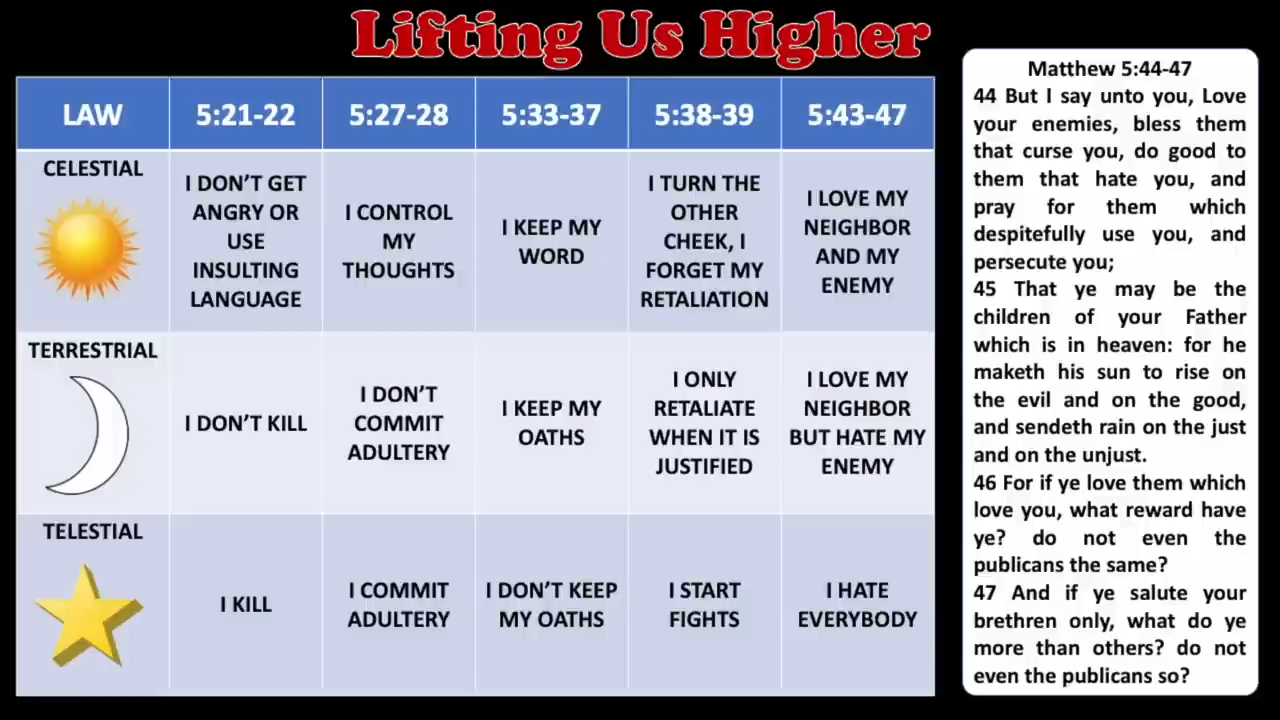 Lifting Us Higher
LAW
5:21-22
5:27-28
5:33-37
5:38-39
5:43-47
CELESTIAL
I DON’T GET
ANGRY OR
USE
INSULTING
LANGUAGE
I CONTROL
MY
THOUGHTS
I KEEP MY
WORD
I TURN THE
OTHER
CHEEK, I
FORGET MY
RETALIATION
I LOVE MY
NEIGHBOR
AND MY
ENEMY
TERRESTRIAL
I DON’T KILL
I DON’T
COMMIT
ADULTERY
I KEEP MY
OATHS
I ONLY
RETALIATE
WHEN IT IS
JUSTIFIED
I LOVE MY
NEIGHBOR
BUT HATE MY
ENEMY
TELESTIAL
I KILL
I COMMIT
ADULTERY
I DON’T KEEP
MY OATHS
I START
FIGHTS
I HATE
EVERYBODY
Matthew 5:44-47
44 But I say unto you, Love
your enemies, bless them
that curse you, do good to
them that hate you, and
pray for them which
despitefully use you, and
persecute you;
45 That ye may be the
children of your Father
which is in heaven: for he
maketh his sun to rise on
the evil and on the good,
and sendeth rain on the just
and on the unjust.
46 For if ye love them which
love you, what reward have
ye? do not even the
publicans the same?
47 And if ye salute your
brethren only, what do ye
more than others? do not
even the publicans so?